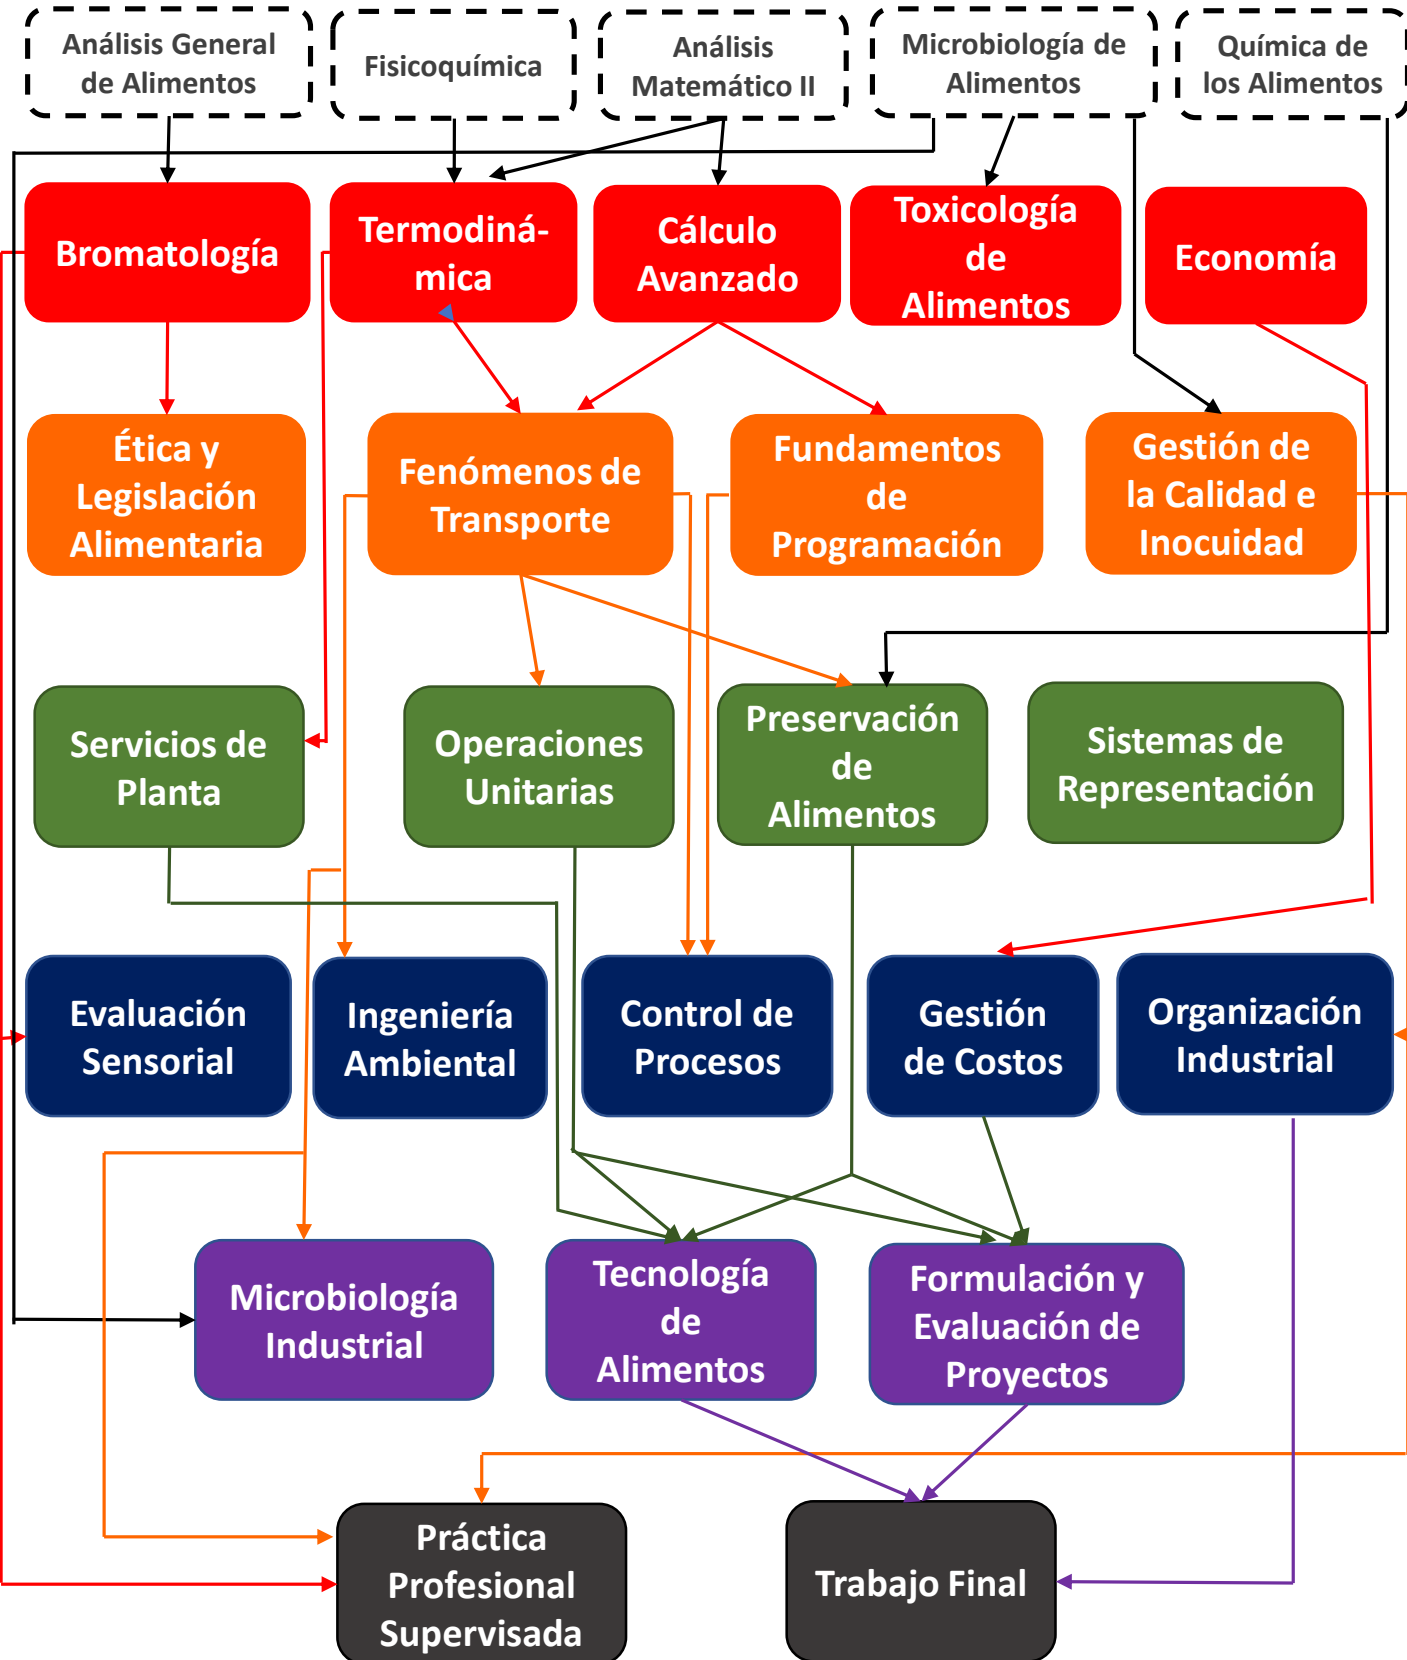 Análisis General
de Alimentos
Fisicoquímica
Análisis
Matemático II
Microbiología de
Alimentos
Química de
los Alimentos
Bromatología
Termodiná-
mica
Cálculo
Avanzado
Toxicología
de
Alimentos
Economía
Ética y
Legislación
Alimentaria
Fenómenos de
Transporte
Fundamentos
de
Programación
Gestión de
la Calidad e
Inocuidad
Servicios de
Planta
Operaciones
Unitarias
Preservación
de
Alimentos
Sistemas de
Representación
Evaluación
Sensorial
Ingeniería
Ambiental
Control de
Procesos
Gestión
de Costos
Organización
Industrial
Microbiología
Industrial
Tecnología
de
Alimentos
Formulación y
Evaluación de
Proyectos
Práctica
Profesional
Supervisada
Trabajo Final